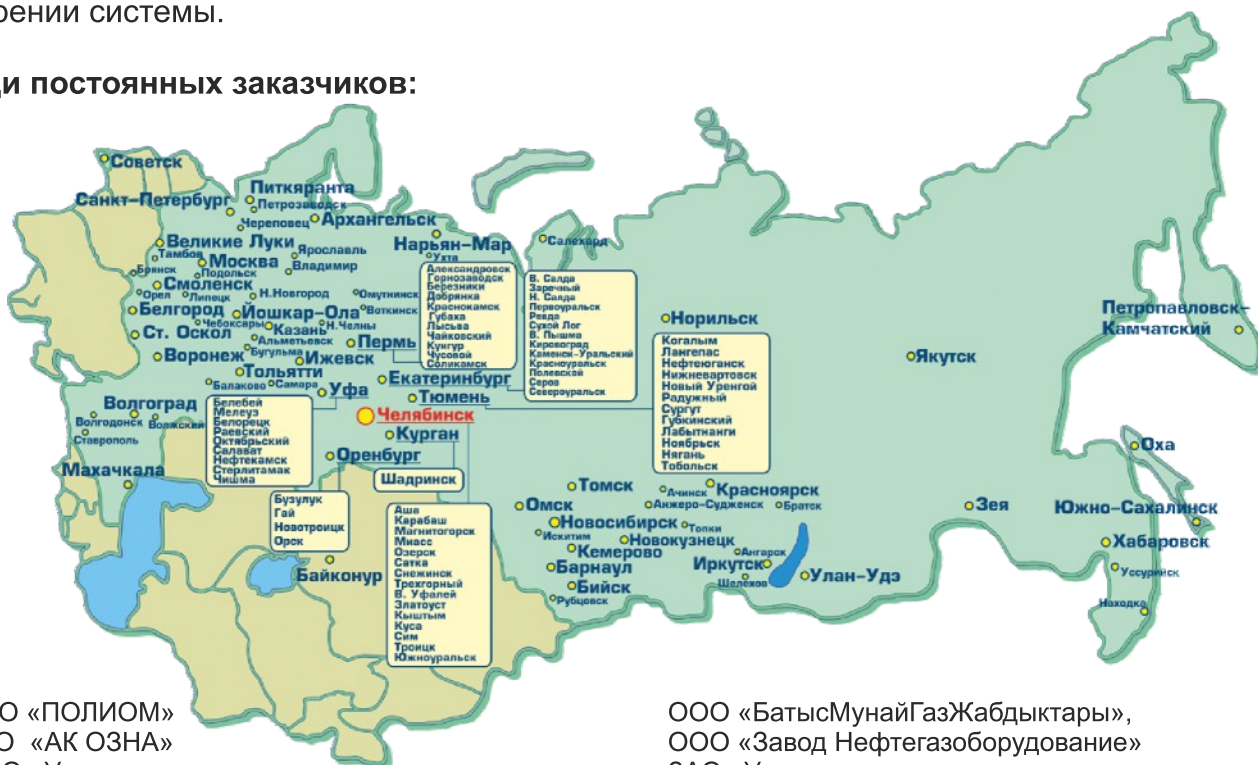 рении системы.
и постоянных заказчиков:
Советск
Питкяранта
Санкт-Петербург
Петрозаводск
Череповец
Архангельск
Великие Луки
Нарьян-Мар
Салехард
Ярославль
Тамбов
Ухта
Москва
Владимир
Брянск
Подольск
Смоленск
Орел
Липецк
Н.Новгород
Омутнинск
Белгород
Йошкар-Ола
Воткинск
Чебоксары
Казань
Н.Челны
Ст. Оскол
Альметьевск
Пермь
Бугульма
Воронеж
Ижевск
Тольятти
Екатеринбург
Балаково
Самара
Уфа
Тюмень
Волгоград
Челябинск
Волгодонск
Волжский
Курган
Ставрополь
Оренбург
Махачкала
Александровск
Горнозаводск
Березники
Добрянка
Краснокамск
Губаха
Лысьва
Чайковский
Кунгур
Чусовой
Соликамск
В. Салда
Заречный
Н. Салда
Первоуральск
Ревда
Сухой Лог
В. Пышма
Кировград
Каменск-Уральский
Красноуральск
Полевской
Серов
Североуральск
Норильск
Когалым
Лангепас
Нефтеюганск
Нижневартовск
Новый Уренгой
Радужный
Сургут
Губкинский
Лабытнанги
Ноябрьск
Нягань
Тобольск
Белебей
Мелеуз
Белорецк
Раевский
Октябрьский
Салават
Нефтекамск
Стерлитамак
Чишма
Шадринск
Бузулук
Гай
Новотроицк
Орск
Байконур
Аша
Карабаш
Магнитогорск
Миасс
Озерск
Сатка
Снежинск
Трехгорный
В. Уфалей
Златоуст
Кыштым
Куса
Сим
Троицк
Южноуральск
Петропавловск-
Камчатский
Якутск
Оха
Томск
Ачинск
Красноярск
Омск
Анжеро-Судженск
Братск
Зея
Южно-Сахалинск
Новосибирск
Топки
Искитим
Новокузнецк
Хабаровск
Кемерово
Ангарск
Барнаул
Иркутск
Улан-Удэ
Уссурийск
Бийск
Шелехов
Рубцовск
Находка
О «ПОЛИОМ»
О «АК ОЗНА»
ООО «БатысМунайГазЖабдыктары»,
ООО «Завод Нефтегазоборудование»